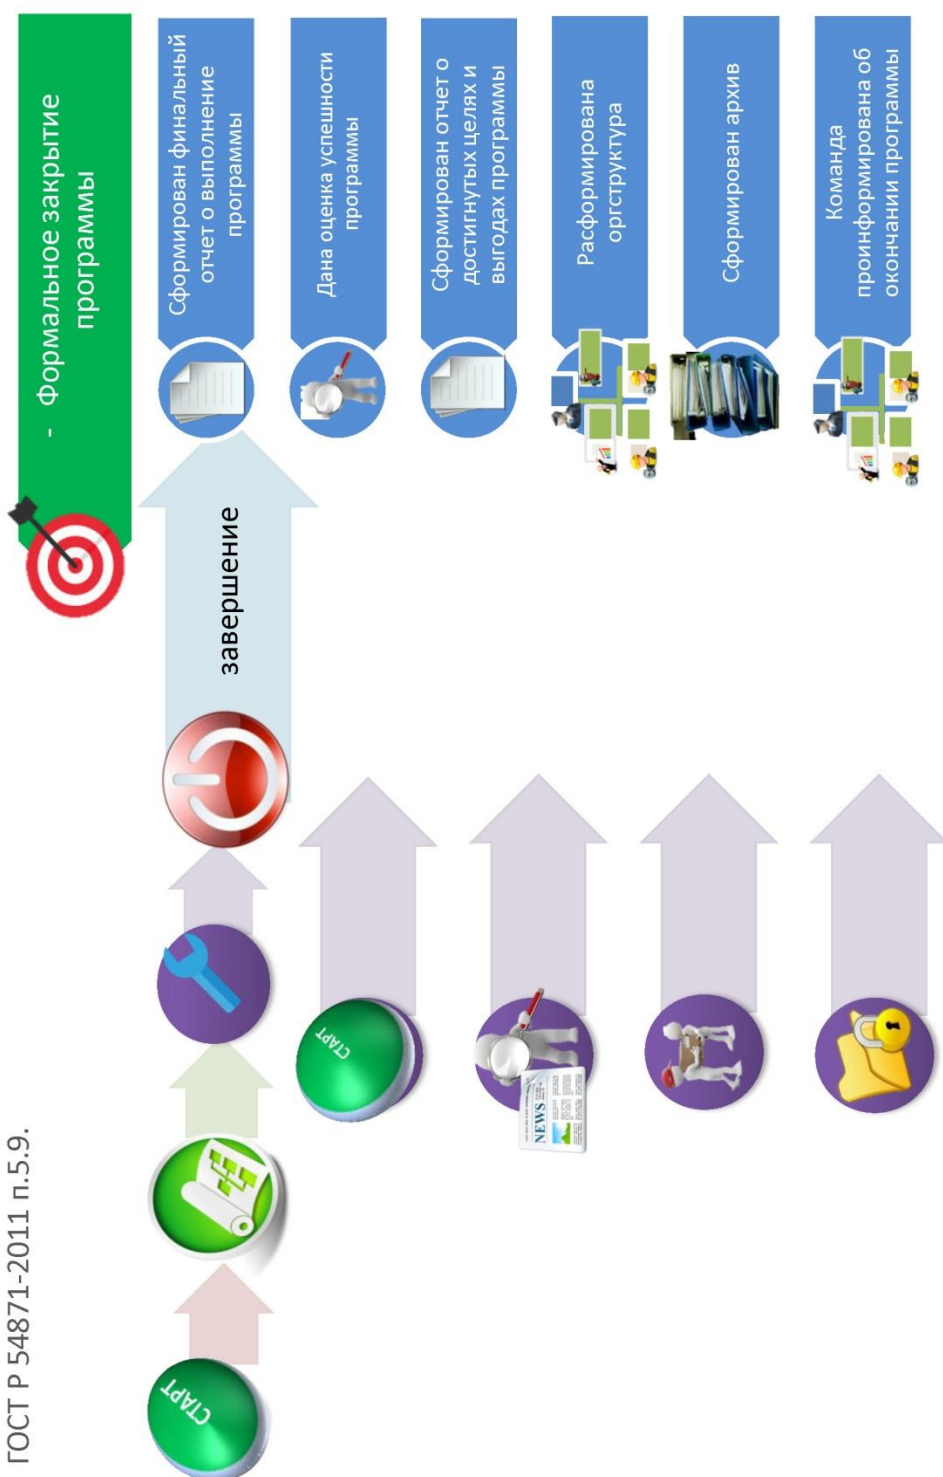 ГОСТ Р 54871-2011 п.5.9.
- Формальное закрытие
программы
СТАРТ
завершение
Сформирован финальный
отчет о выполнение
программы
Дана оценка успешности
программы
Сформирован отчет о
достигнутых целях и
выгодах программы
Расформирована
оргструктура
Сформирован архив
Команда
проинформирована об
окончании программы
СТАРТ
NEWS